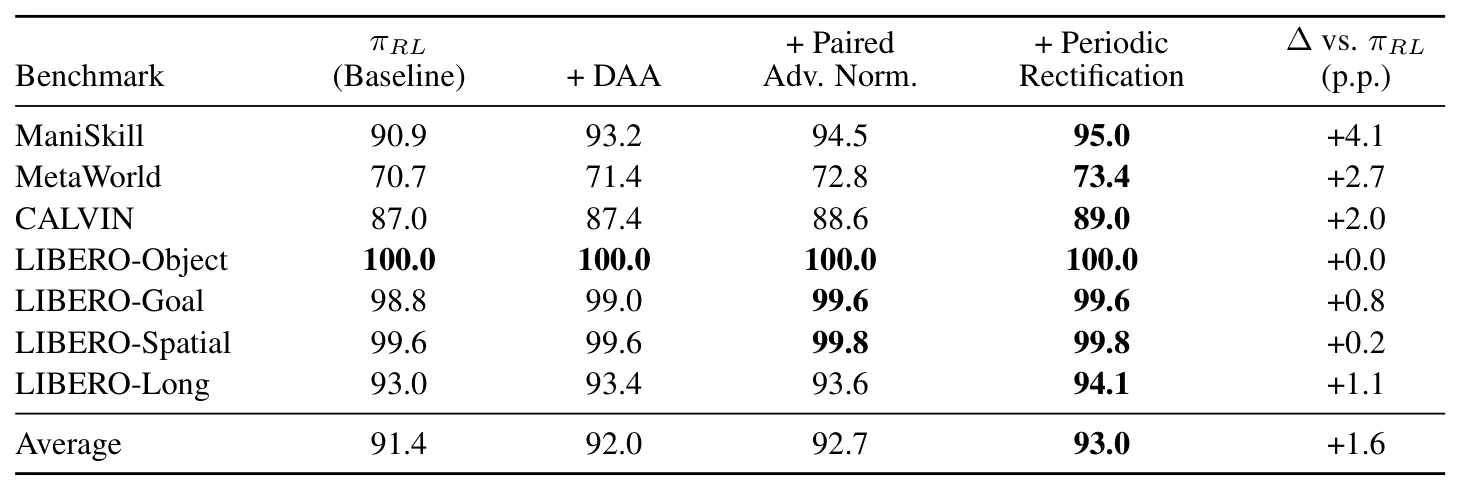 Benchmark π_RL (Baseline) + DAA + Paired Adv. Norm. + Periodic Rectification Δ vs. π_RL (p.p.)
ManiSkill 90.9 93.2 94.5 95.0 +4.1
MetaWorld 70.7 71.4 72.8 73.4 +2.7
CALVIN 87.0 87.4 88.6 89.0 +2.0
LIBERO-Object 100.0 100.0 100.0 100.0 +0.0
LIBERO-Goal 98.8 99.0 99.6 99.6 +0.8
LIBERO-Spatial 99.6 99.6 99.8 99.8 +0.2
LIBERO-Long 93.0 93.4 93.6 94.1 +1.1
Average 91.4 92.0 92.7 93.0 +1.6